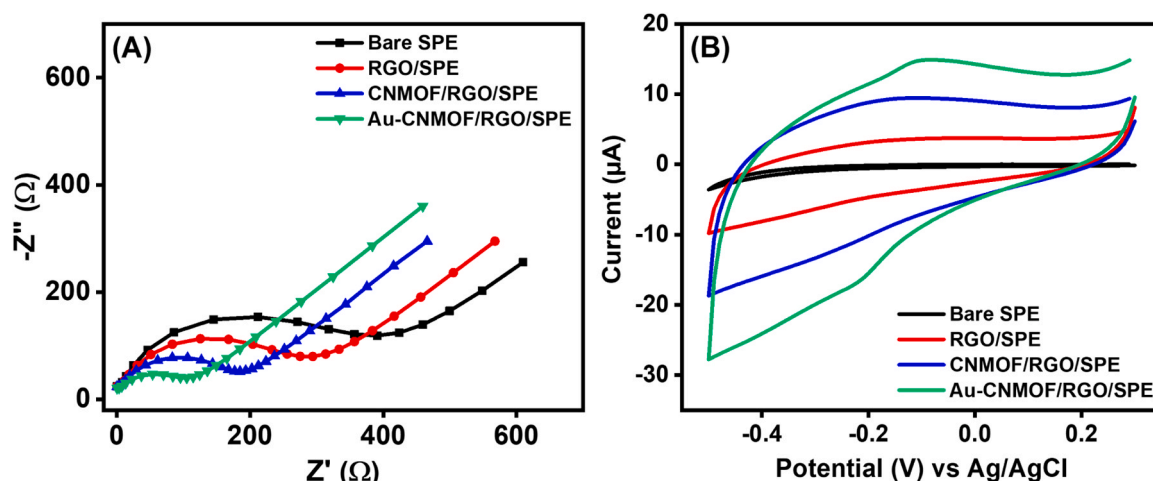 (A)
Bare SPE
RGO/SPE
CNMOF/RGO/SPE
Au-CNMOF/RGO/SPE
600
400
200
0
-Z'' (Ω)
0 200 400 600
Z' (Ω)
(B)
20
10
0
-10
-20
-30
Current (μA)
Bare SPE
RGO/SPE
CNMOF/RGO/SPE
Au-CNMOF/RGO/SPE
-0.4 -0.2 0.0 0.2
Potential (V) vs Ag/AgCl